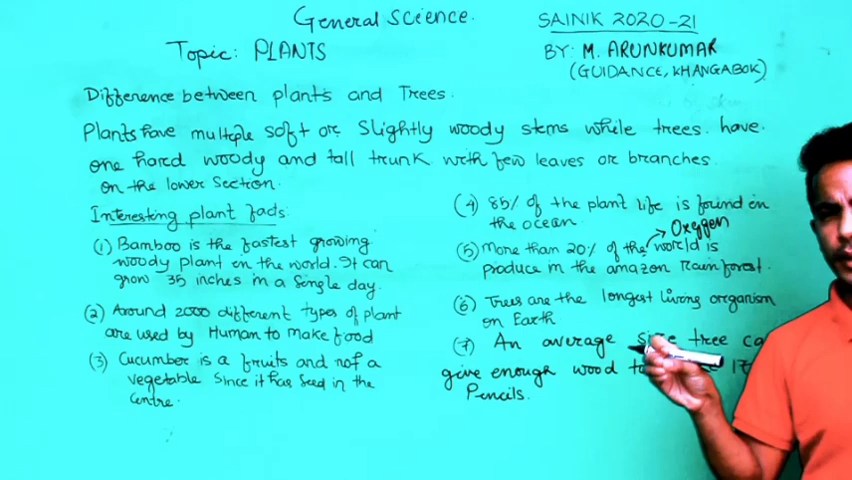 General Science.
SAINIK 2020-21
Topic: PLANTS
BY: M. ARUNKUMAR
(GUIDANCE, KHANGABOK)
Difference between plants and Trees.
Plants have multiple soft or Slightly woody stems while trees. have
one hard woody and tall trunk with few leaves or branches
on the lower section.
Interesting plant facts
(1) Bamboo is the fastest growing
woody plant in the world. It can
grow 35 inches in a single day.
(2) Around 2000 different types of plant
are used by Human to make food
(3) Cucumber is a fruits and not a
vegetable since it has seed in the
centre.
(4) 85% of the plant life is found in
the ocean
Oxygen
(5) More than 20% of the world is
produce in the amazon Rainforest.
(6) Trees are the longest living organism
on Earth
(7) An average size tree
give enough wood
Pencils.